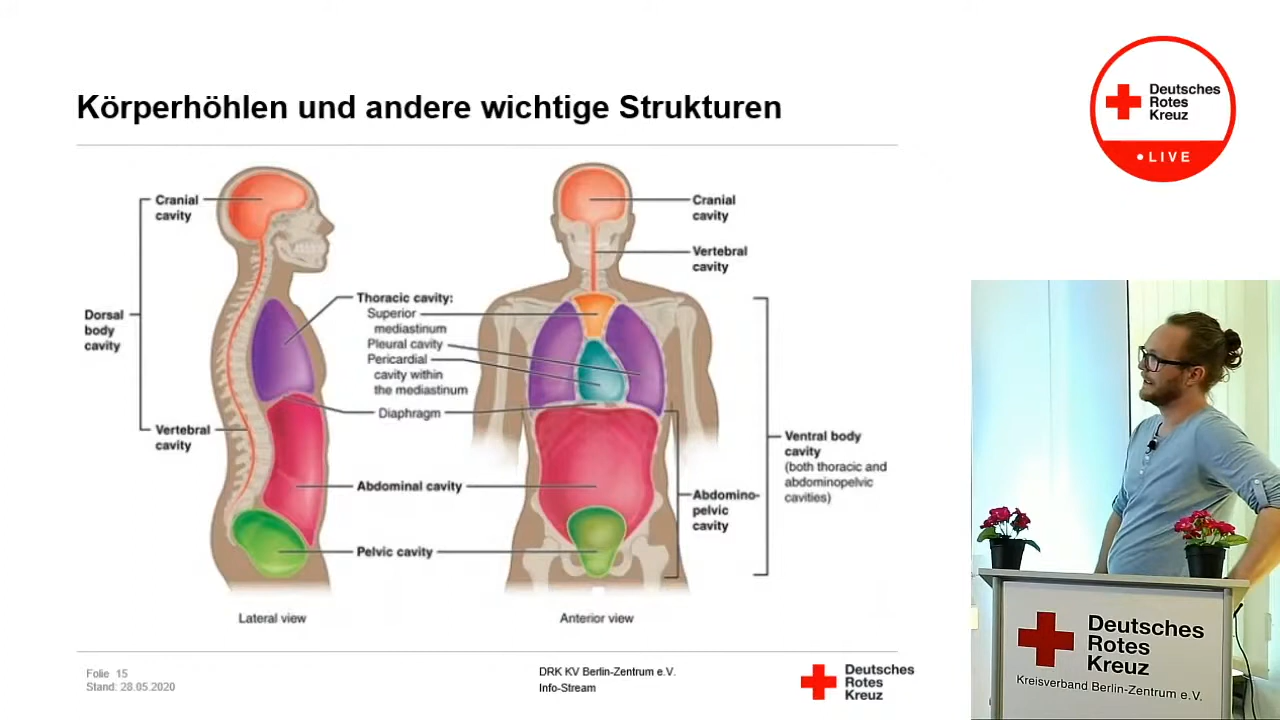 Körperhöhlen und andere wichtige Strukturen
Deutsches
Rotes
Kreuz
LIVE
Cranial
cavity
Dorsal
body
cavity
Vertebral
cavity
Thoracic cavity:
Superior
mediastinum
Pleural cavity
Pericardial
cavity within
the mediastinum
Diaphragm
Abdominal cavity
Pelvic cavity
Cranial
cavity
Vertebral
cavity
Ventral body
cavity
(both thoracic and
abdominopelvic
cavities)
Abdomino-
pelvic
cavity
Lateral view
Anterior view
Folie 15
Stand: 28.05.2020
DRK KV Berlin-Zentrum e.V.
Info-Stream
Deutsches
Rotes
Kreuz
Deutsches
Rotes
Kreuz
Kreisverband Berlin-Zentrum e.V.